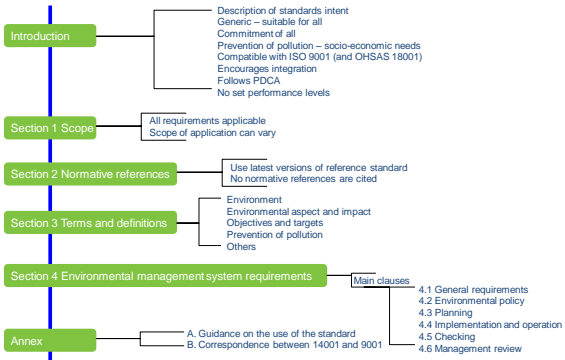 Introduction
Description of standards intent
Generic – suitable for all
Commitment of all
Prevention of pollution – socio-economic needs
Compatible with ISO 9001 (and OHSAS 18001)
Encourages integration
Follows PDCA
No set performance levels
Section 1 Scope
All requirements applicable
Scope of application can vary
Section 2 Normative references
Use latest versions of reference standard
No normative references are cited
Section 3 Terms and definitions
Environment
Environmental aspect and impact
Objectives and targets
Prevention of pollution
Others
Section 4 Environmental management system requirements
Main clauses
4.1 General requirements
4.2 Environmental policy
4.3 Planning
4.4 Implementation and operation
4.5 Checking
4.6 Management review
Annex
A. Guidance on the use of the standard
B. Correspondence between 14001 and 9001